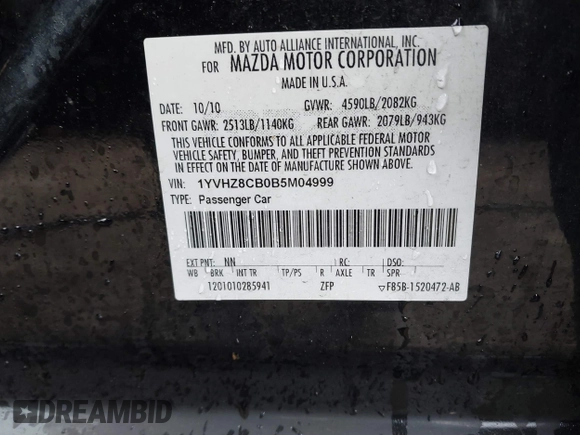 MFD. BY AUTO ALLIANCE INTERNATIONAL, INC.
FOR MAZDA MOTOR CORPORATION
MADE IN U.S.A.
DATE: 10/10 GVWR: 4590LB/2082KG
FRONT GAWR: 2513LB/1140KG REAR GAWR: 2079LB/943KG
THIS VEHICLE CONFORMS TO ALL APPLICABLE FEDERAL MOTOR
VEHICLE SAFETY, BUMPER, AND THEFT PREVENTION STANDARDS
IN EFFECT ON THE DATE OF MANUFACTURE SHOWN ABOVE.
VIN: 1YVHZ8CB0B5M04999
TYPE: Passenger Car
EXT PNT: NN RC: DSO:
WB BRK INT TR TP/PS R AXLE TR SPR
1201010285941 ZFP ▽FB5B-1520472-AB
DREAMBID